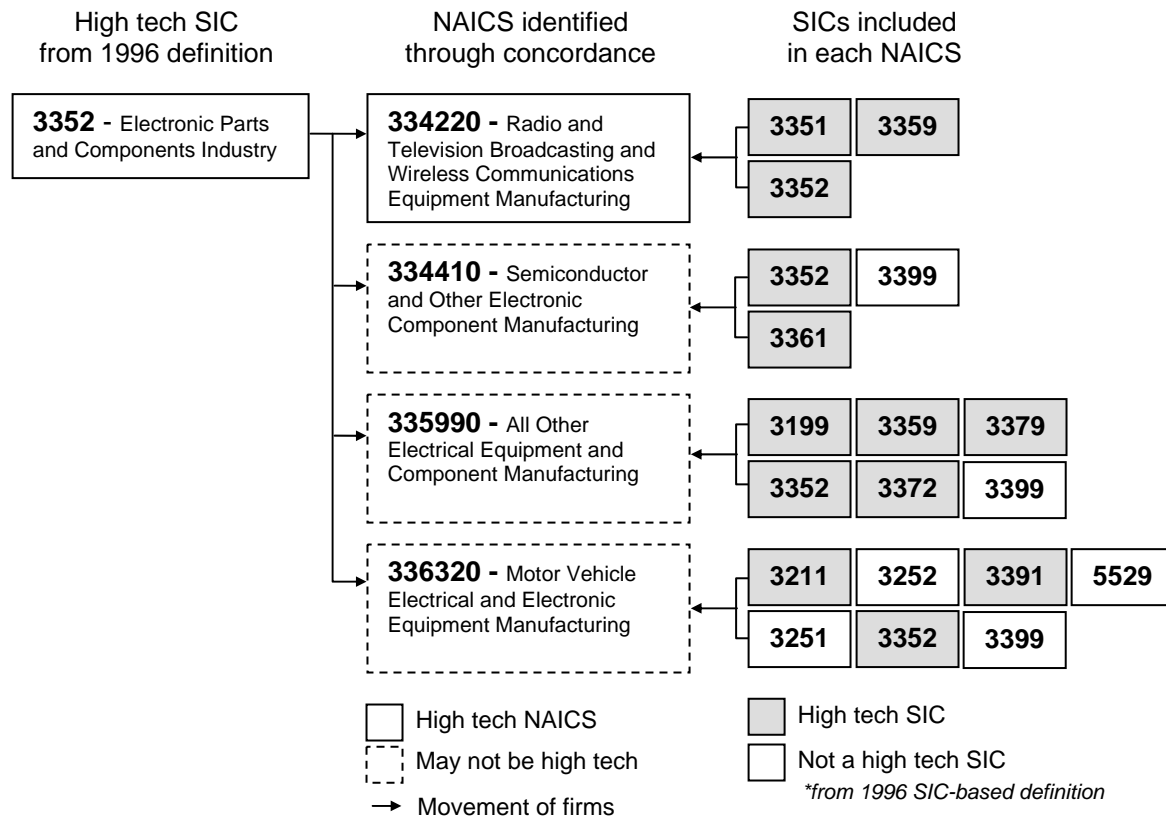 High tech SIC
from 1996 definition
NAICS identified
through concordance
SICs included
in each NAICS
3352 - Electronic Parts
and Components Industry
334220 - Radio and
Television Broadcasting and
Wireless Communications
Equipment Manufacturing
3351 3359
3352
334410 - Semiconductor
and Other Electronic
Component Manufacturing
3352 3399
3361
335990 - All Other
Electrical Equipment and
Component Manufacturing
3199 3359 3379
3352 3372 3399
336320 - Motor Vehicle
Electrical and Electronic
Equipment Manufacturing
3211 3252 3391 5529
3251 3352 3399
High tech NAICS
May not be high tech
Movement of firms
High tech SIC
Not a high tech SIC
*from 1996 SIC-based definition